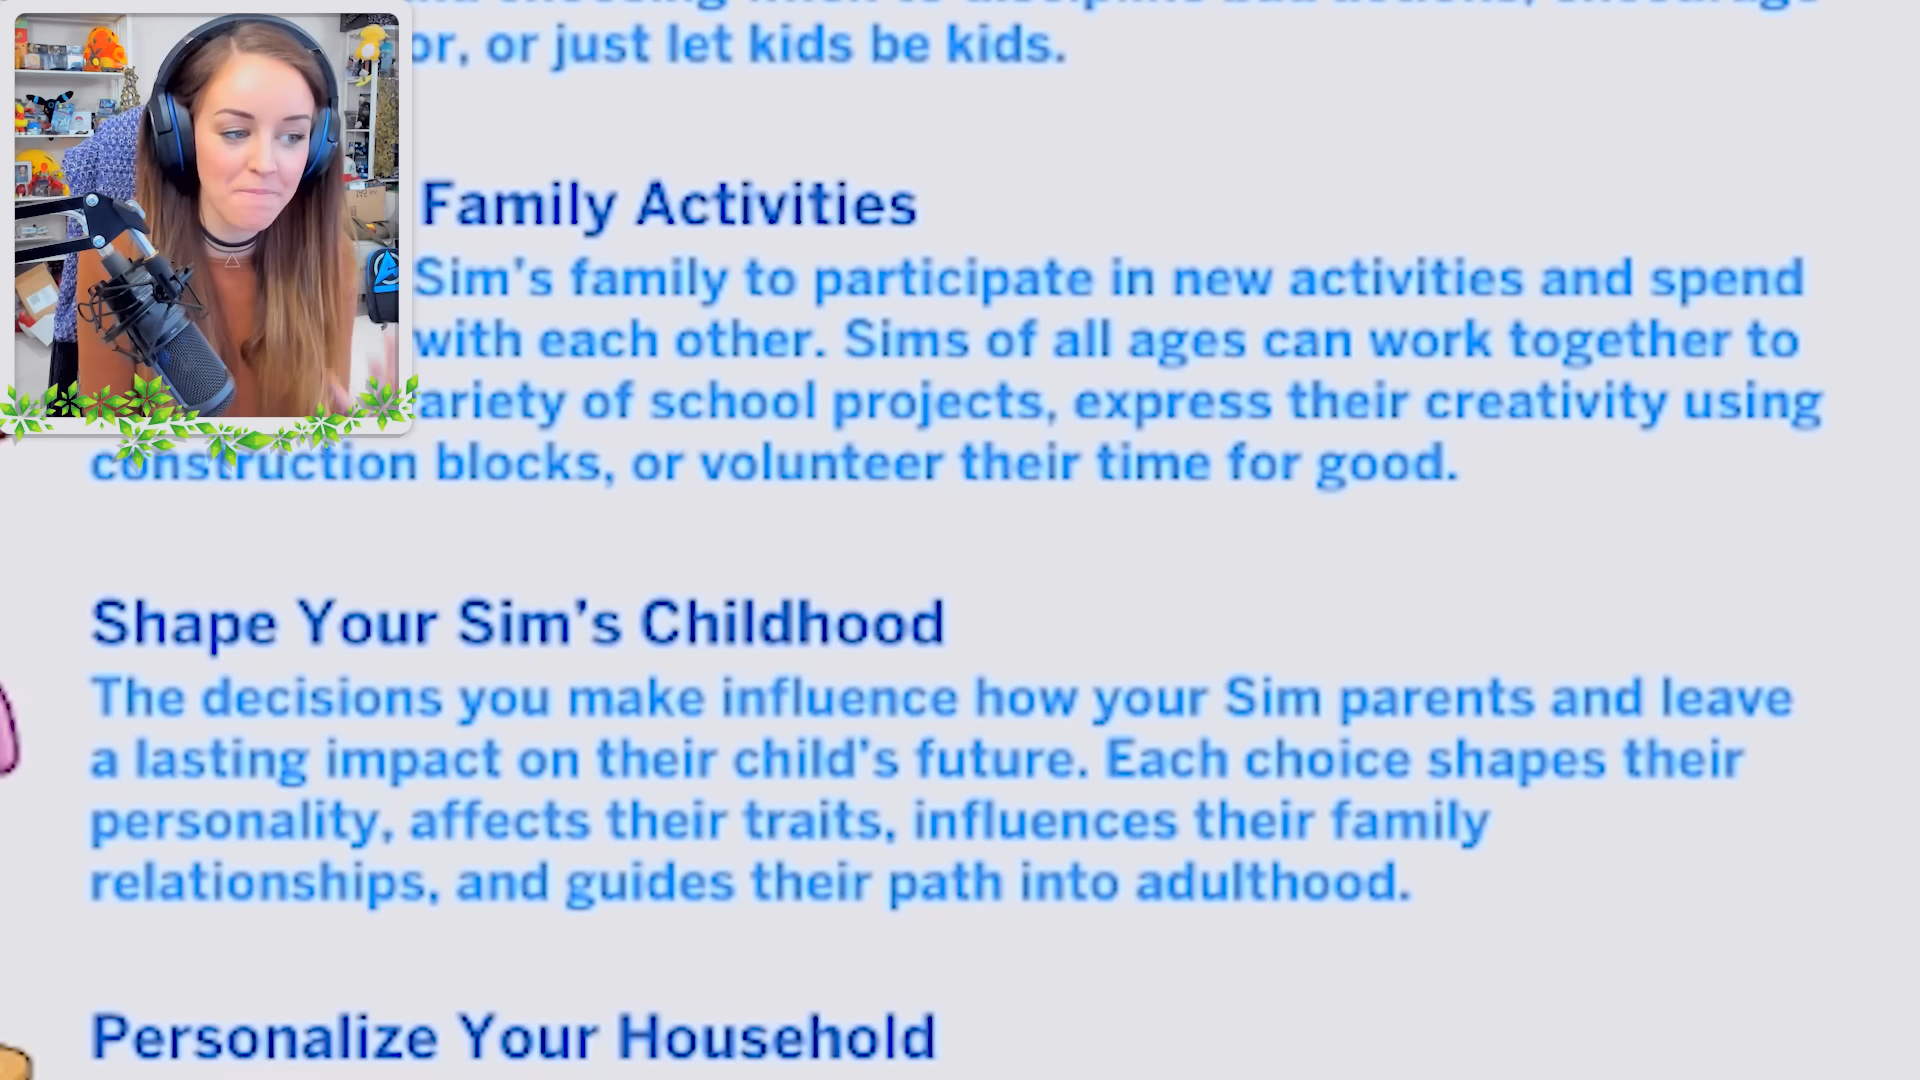 or, or just let kids be kids.
Family Activities
Sim's family to participate in new activities and spend
with each other. Sims of all ages can work together to
ariety of school projects, express their creativity using
construction blocks, or volunteer their time for good.
Shape Your Sim's Childhood
The decisions you make influence how your Sim parents and leave
a lasting impact on their child's future. Each choice shapes their
personality, affects their traits, influences their family
relationships, and guides their path into adulthood.
Personalize Your Household